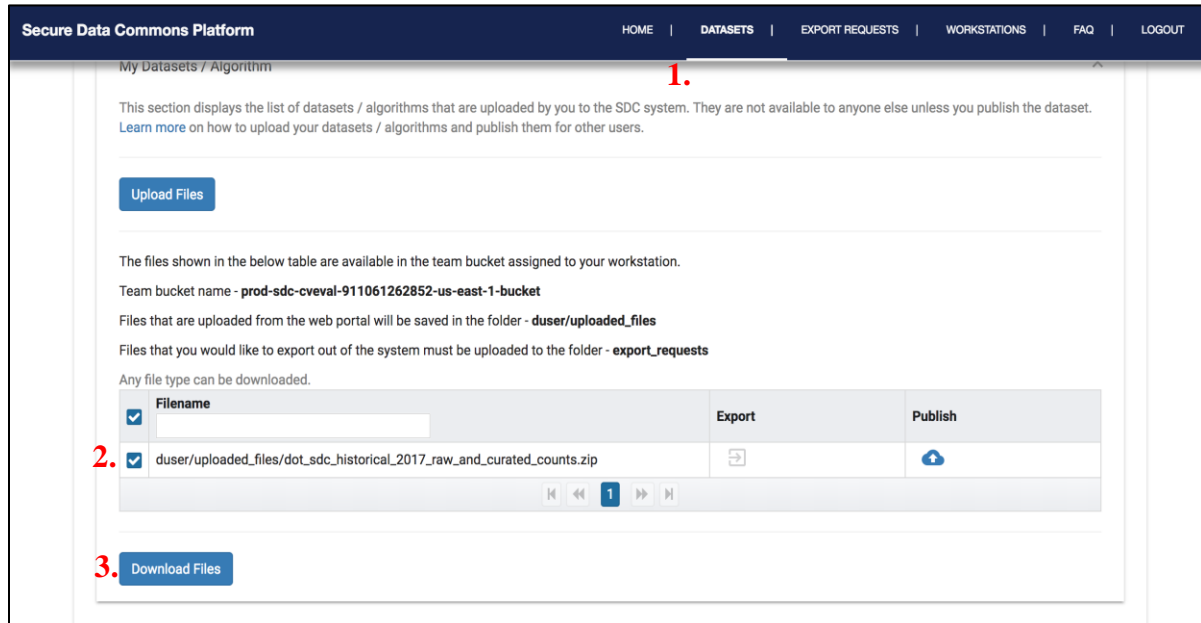 Secure Data Commons Platform
HOME | DATASETS | EXPORT REQUESTS | WORKSTATIONS | FAQ | LOGOUT
My Datasets / Algorithm
1.
This section displays the list of datasets / algorithms that are uploaded by you to the SDC system. They are not available to anyone else unless you publish the dataset.
Learn more on how to upload your datasets / algorithms and publish them for other users.
Upload Files
The files shown in the below table are available in the team bucket assigned to your workstation.
Team bucket name - prod-sdc-cveval-911061262852-us-east-1-bucket
Files that are uploaded from the web portal will be saved in the folder - duser/uploaded_files
Files that you would like to export out of the system must be uploaded to the folder - export_requests
Any file type can be downloaded.
Filename Export Publish
2. duser/uploaded_files/dot_sdc_historical_2017_raw_and_curated_counts.zip
1
3. Download Files